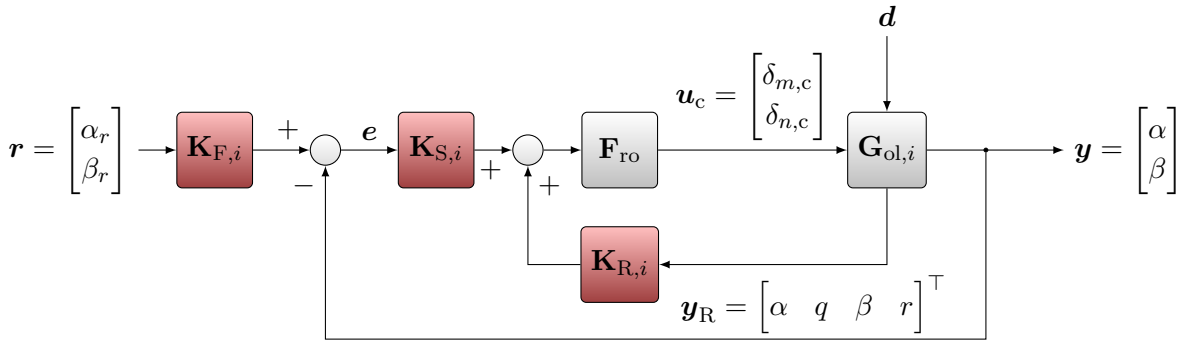 d
r = [α_r β_r]
K_F,i
+
−
e
K_S,i
+
+
F_ro
u_c = [δ_m,c δ_n,c]
G_ol,i
y = [α β]
K_R,i
y_R = [α q β r]^⊤